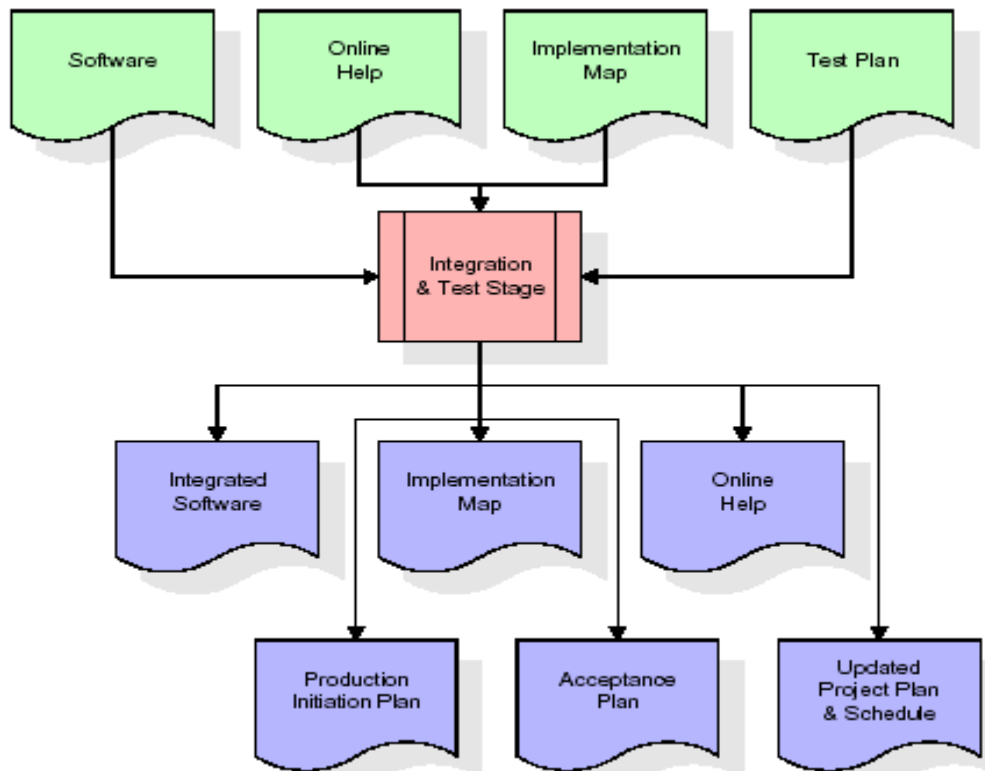 Software
Online
Help
Implementation
Map
Test Plan
Integration
& Test Stage
Integrated
Software
Implementation
Map
Online
Help
Production
Initiation Plan
Acceptance
Plan
Updated
Project Plan
& Schedule